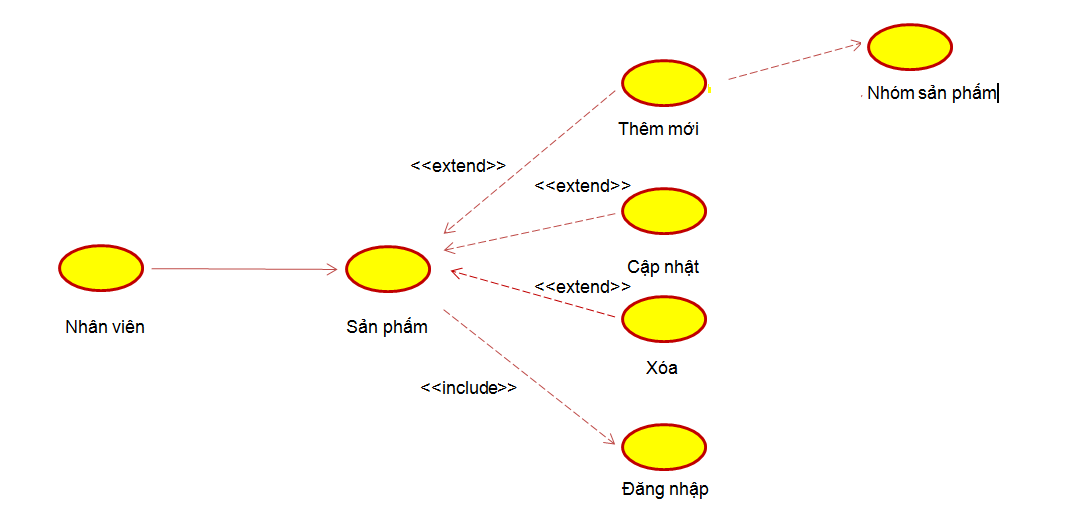 Nhóm sản phẩm
Thêm mới
<<extend>>
<<extend>>
Cập nhật
<<extend>>
Nhân viên
Sản phẩm
Xóa
<<include>>
Đăng nhập